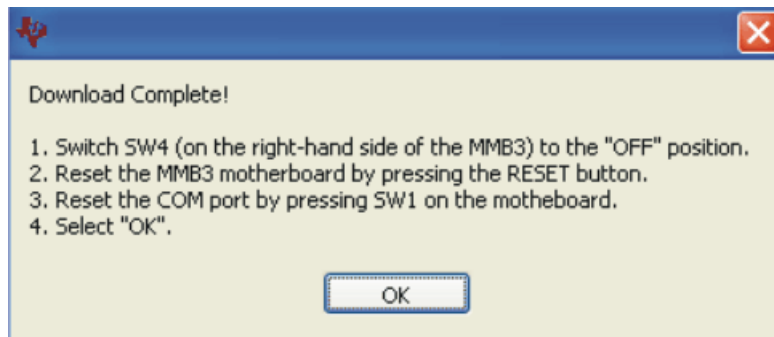 Download Complete!
1. Switch SW4 (on the right-hand side of the MMB3) to the "OFF" position.
2. Reset the MMB3 motherboard by pressing the RESET button.
3. Reset the COM port by pressing SW1 on the motheboard.
4. Select "OK".
OK